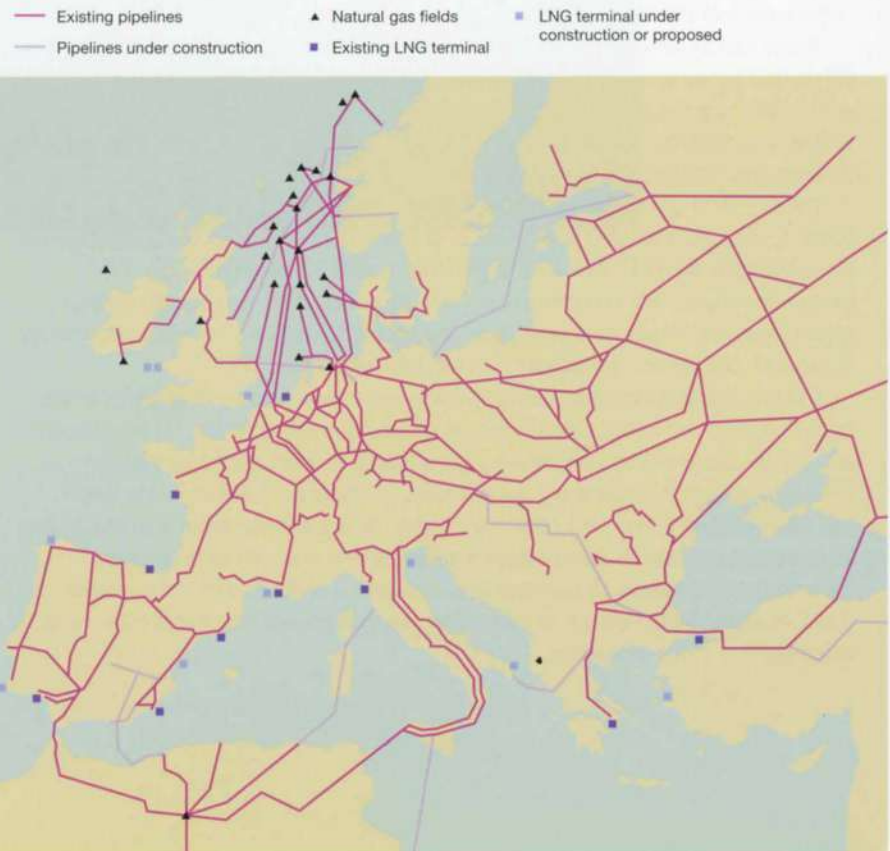 Existing pipelines
Pipelines under construction
Natural gas fields
Existing LNG terminal
LNG terminal under
construction or proposed